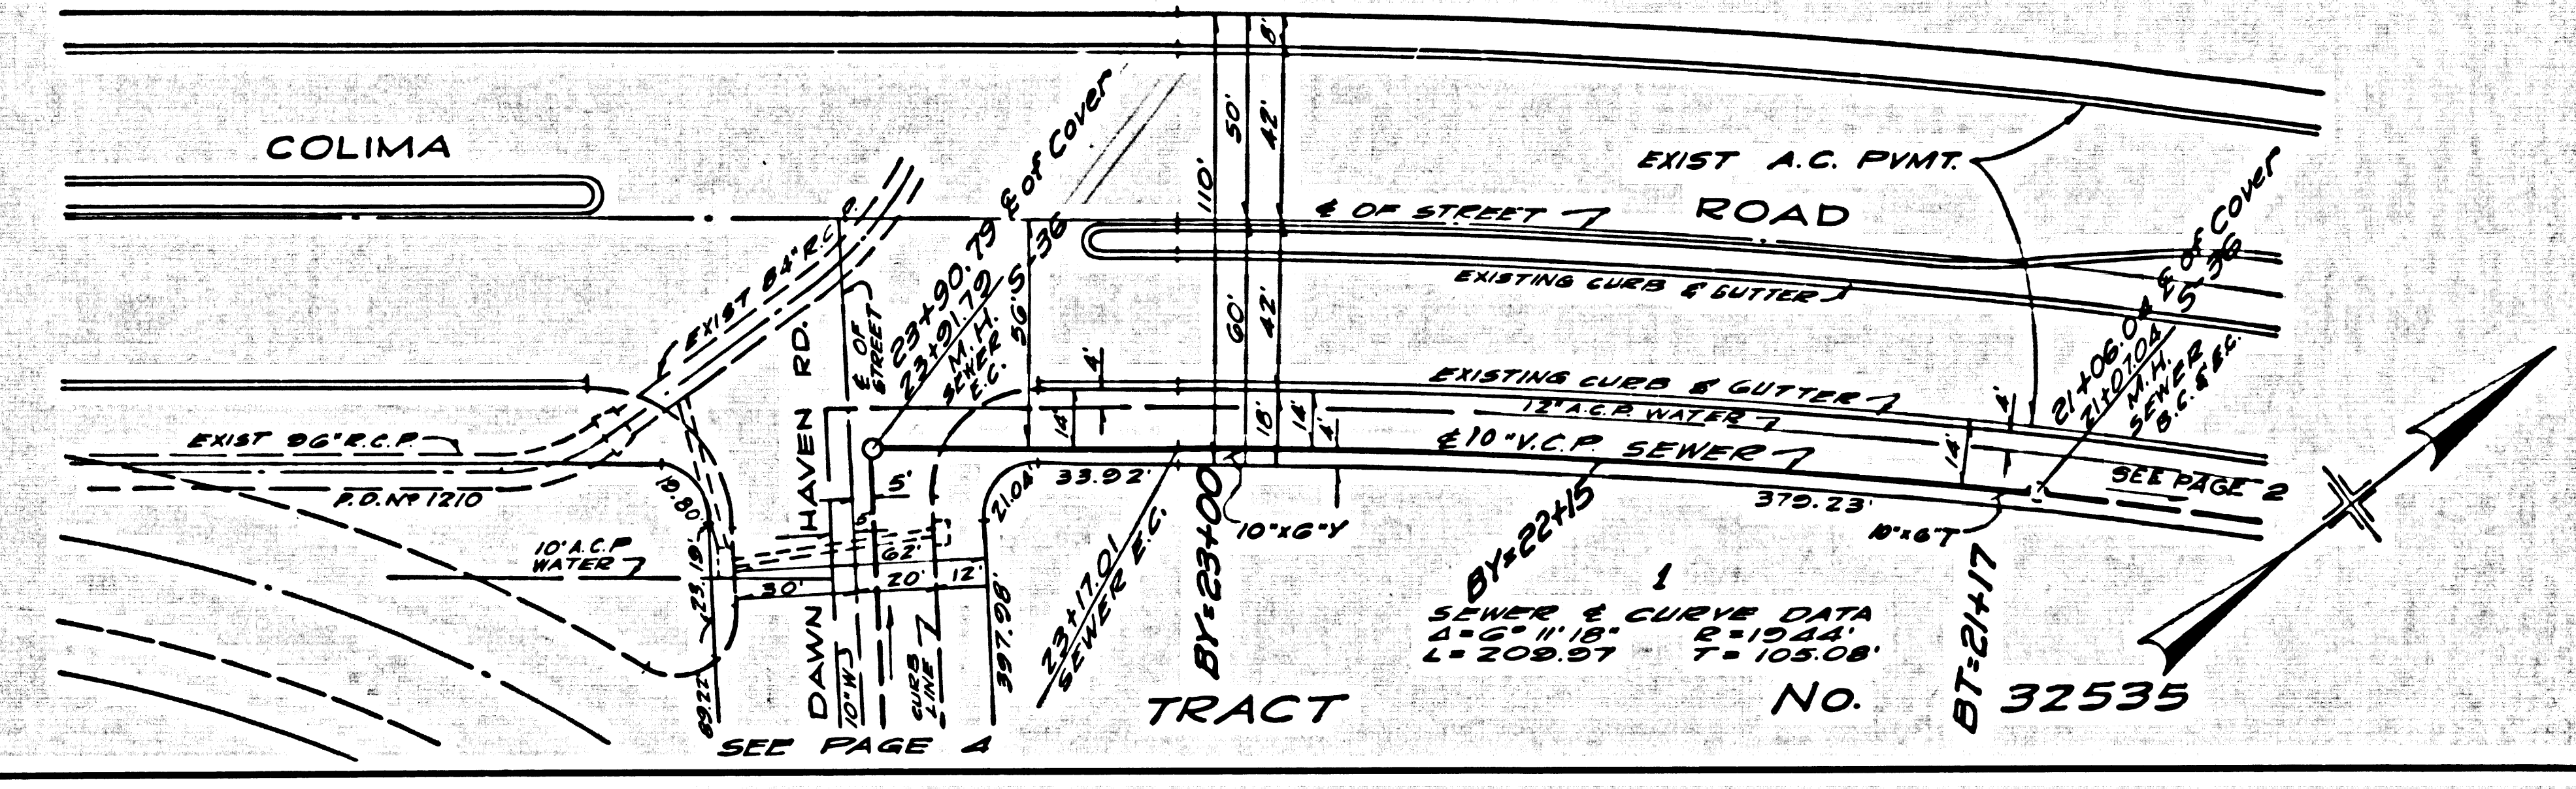 COLIMA
ROAD
EXIST A.C. PVMT.
℄ OF STREET
EXISTING CURB & GUTTER
EXISTING CURB & GUTTER
12" A.C.P. WATER
℄ 10" V.C.P. SEWER
EXIST 84" R.C.P.
EXIST 96" R.C.P.
P.D. Nº 1210
10' A.C.P.
WATER
DAWN HAVEN RD.
℄ OF
STREET
23+90.79 ℄ of Cover
23+91.79 S-36
M.H.
SEWER
E.C.
56'
110'
50'
60'
8'
42'
42'
18'
14'
4'
4'
14'
14'
4'
21+06.04 ℄ of Cover
21+07.04 S-36
M.H.
SEWER
B.C. & E.C.
SEE PAGE 2
19.80'
23.19'
89.22'
30'
62'
20'
12'
5'
5'
21.04'
397.98'
33.92'
379.23'
10" W.S
CURB
LINE
SEE PAGE 4
23+17.01
SEWER E.C.
BY=23+00
10"x6"Y
BY=22+15
10"x6"T
BT=21+17
1
SEWER ℄ CURVE DATA
Δ=6° 11' 18" R=1944'
L=209.97 T=105.08'
TRACT NO. 32535